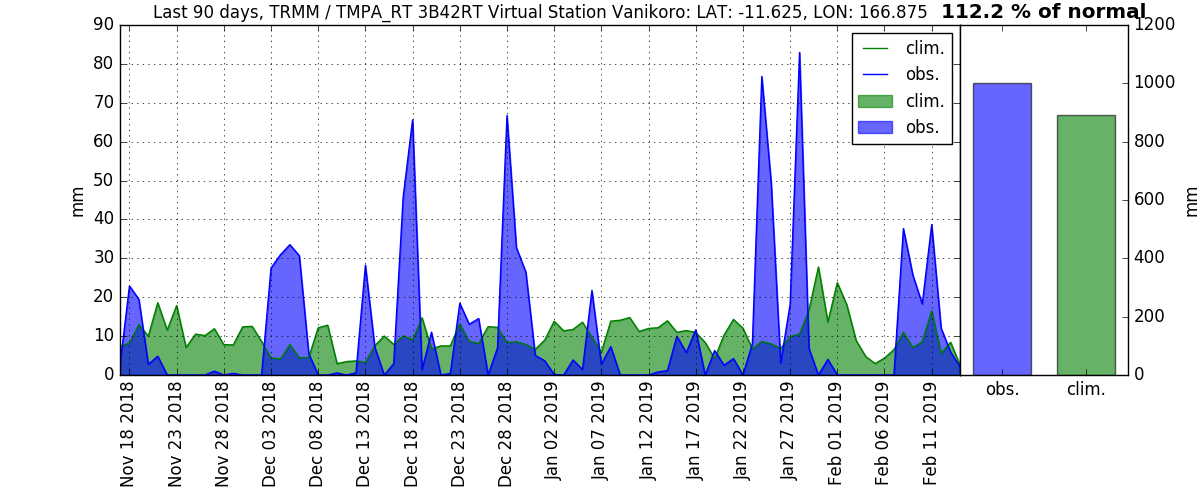 Last 90 days, TRMM / TMPA_RT 3B42RT Virtual Station Vanikoro: LAT: -11.625, LON: 166.875 112.2 % of normal
90
80
70
60
50
40
30
20
10
0
mm
clim.
obs.
clim.
obs.
1200
1000
800
600
400
200
0
mm
Nov 18 2018
Nov 23 2018
Nov 28 2018
Dec 03 2018
Dec 08 2018
Dec 13 2018
Dec 18 2018
Dec 23 2018
Dec 28 2018
Jan 02 2019
Jan 07 2019
Jan 12 2019
Jan 17 2019
Jan 22 2019
Jan 27 2019
Feb 01 2019
Feb 06 2019
Feb 11 2019
obs.
clim.